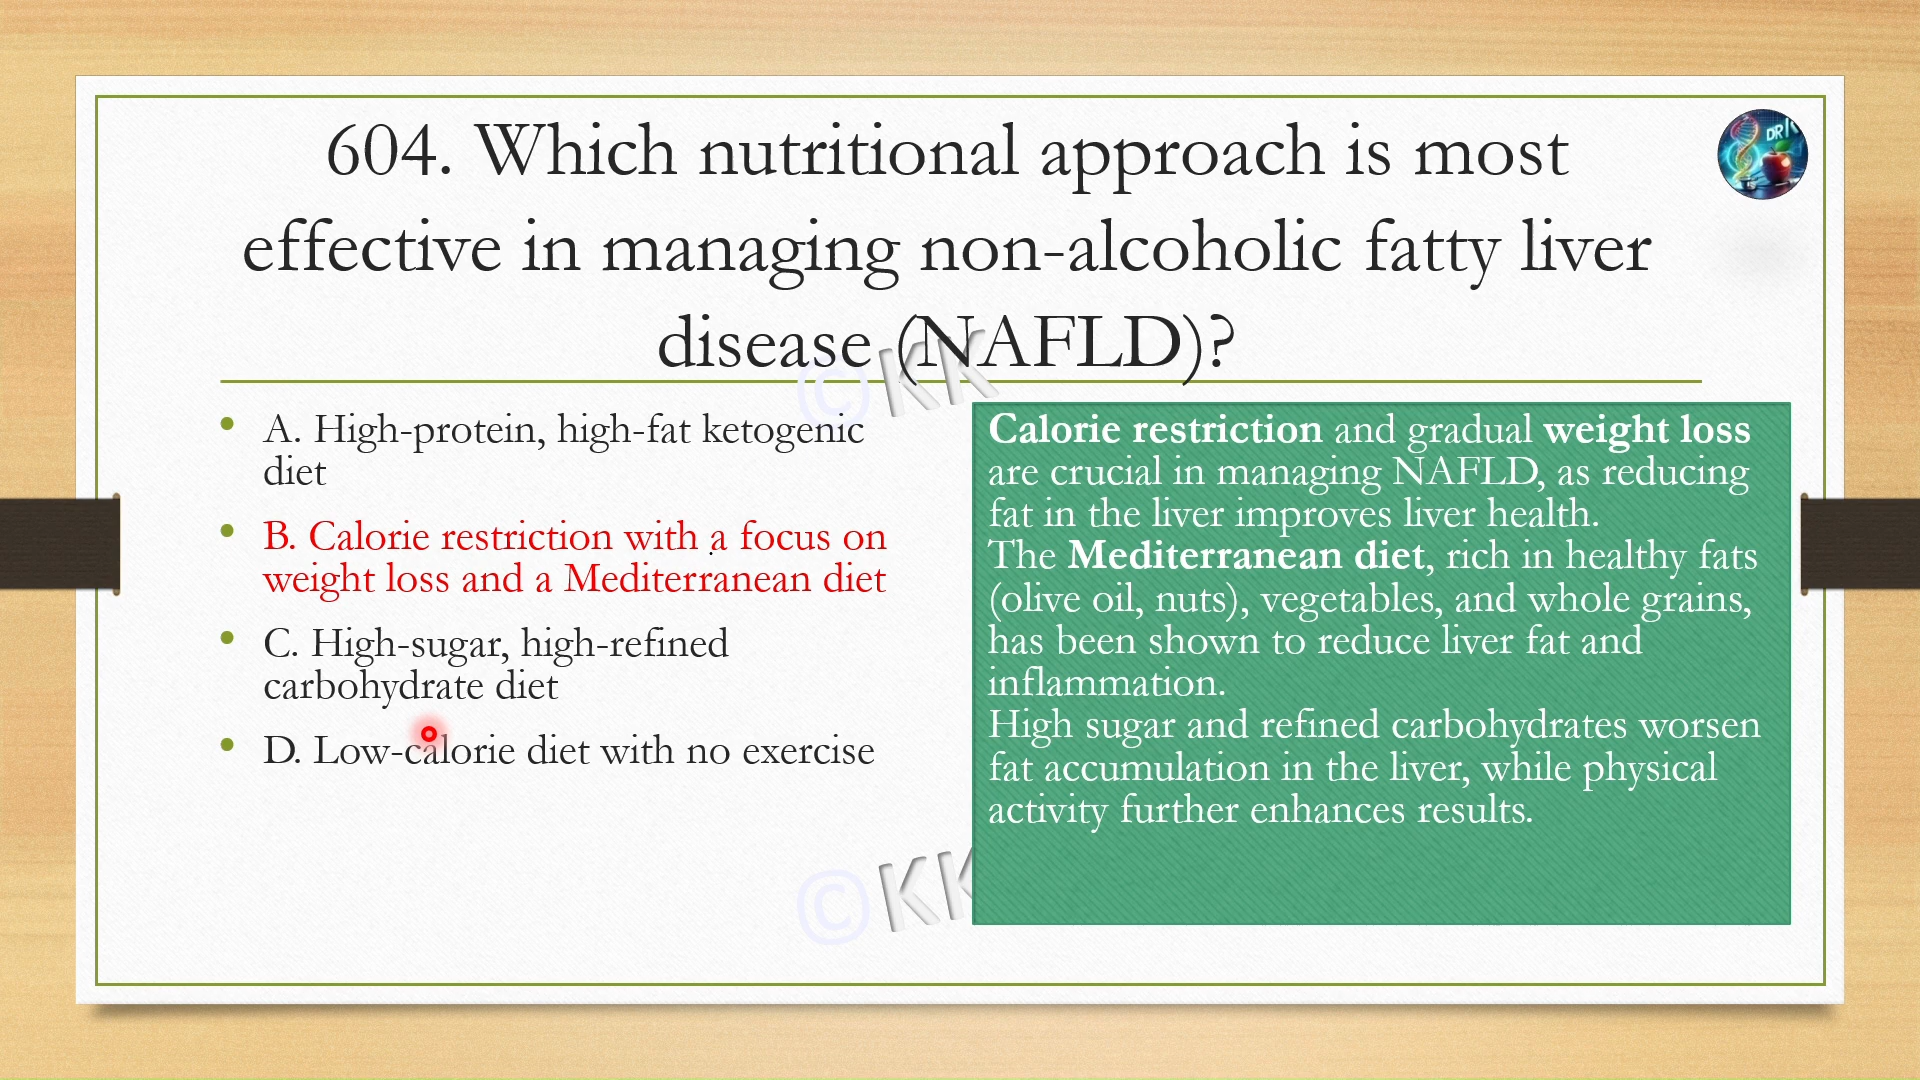 604. Which nutritional approach is most
effective in managing non-alcoholic fatty liver
disease (NAFLD)?
DR
©KK
• A. High-protein, high-fat ketogenic
diet
• B. Calorie restriction with a focus on
weight loss and a Mediterranean diet
• C. High-sugar, high-refined
carbohydrate diet
• D. Low-calorie diet with no exercise
Calorie restriction and gradual weight loss
are crucial in managing NAFLD, as reducing
fat in the liver improves liver health.
The Mediterranean diet, rich in healthy fats
(olive oil, nuts), vegetables, and whole grains,
has been shown to reduce liver fat and
inflammation.
High sugar and refined carbohydrates worsen
fat accumulation in the liver, while physical
activity further enhances results.
©KK